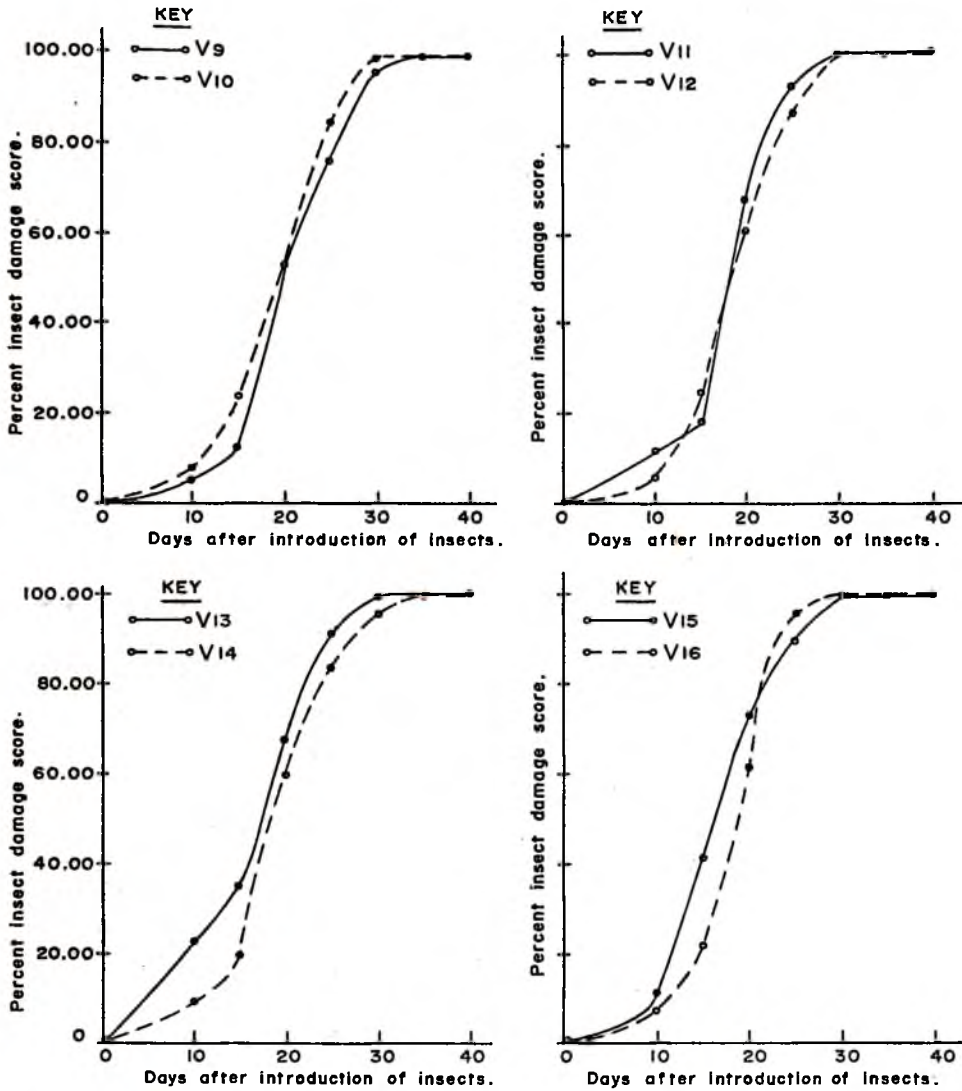 KEY
V9
V10
100.00
80.00
60.00
40.00
20.00
0
Percent insect damage score.
10 20 30 40
Days after introduction of insects.
KEY
V11
V12
Percent insect damage score.
0 10 20 30 40
Days after introduction of insects.
KEY
V13
V14
100.00
80.00
60.00
40.00
20.00
0
Percent insect damage score.
10 20 30 40
Days after introduction of insects.
KEY
V15
V16
Percent insect damage score.
0 10 20 30 40
Days after introduction of insects.